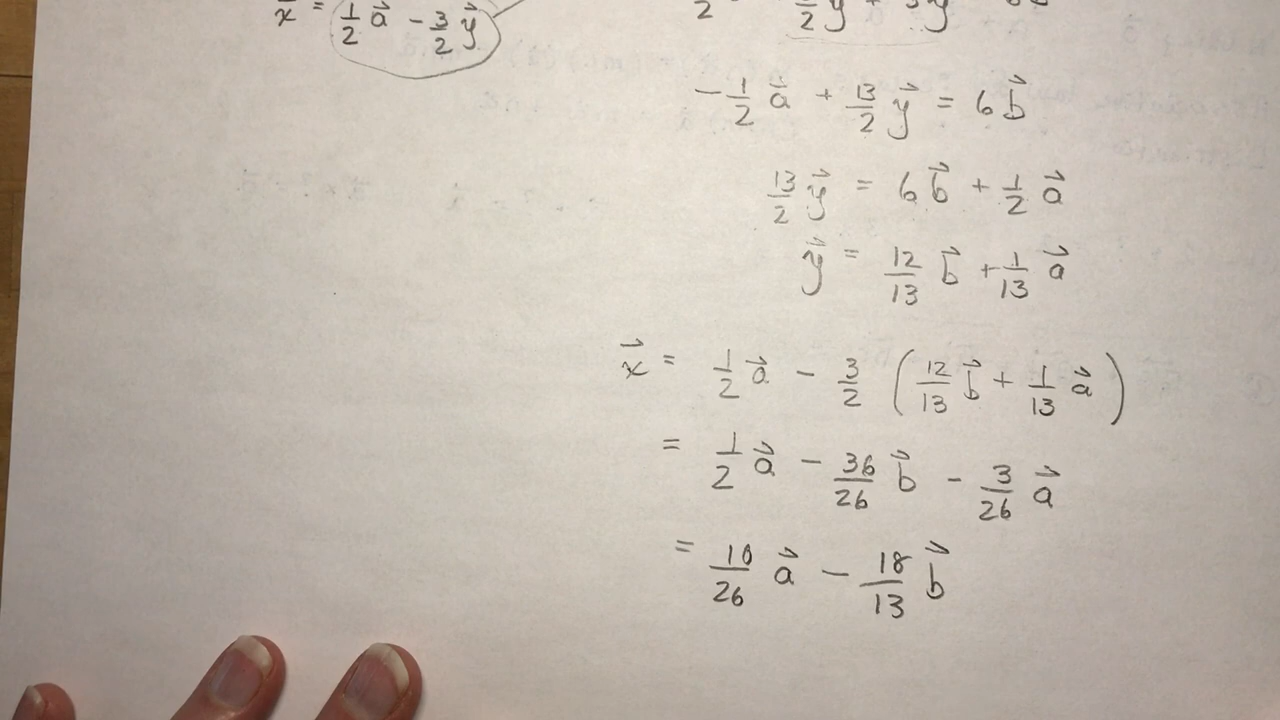 x⃗ = 1/2 a⃗ - 3/2 y⃗
-1/2 a⃗ + 13/2 y⃗ = 6 b⃗
13/2 y⃗ = 6 b⃗ + 1/2 a⃗
y⃗ = 12/13 b⃗ + 1/13 a⃗
x⃗ = 1/2 a⃗ - 3/2 (12/13 b⃗ + 1/13 a⃗)
= 1/2 a⃗ - 36/26 b⃗ - 3/26 a⃗
= 10/26 a⃗ - 18/13 b⃗